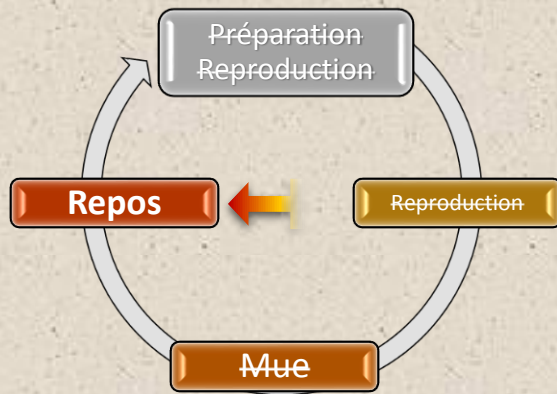 Préparation
Reproduction
Repos
Reproduction
Mue